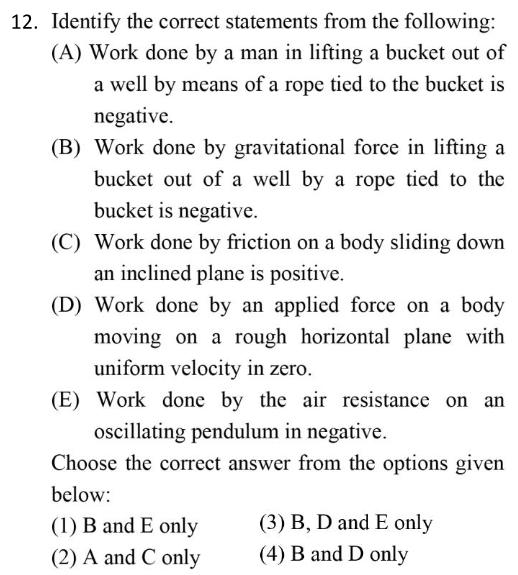 12. Identify the correct statements from the following:
(A) Work done by a man in lifting a bucket out of
a well by means of a rope tied to the bucket is
negative.
(B) Work done by gravitational force in lifting a
bucket out of a well by a rope tied to the
bucket is negative.
(C) Work done by friction on a body sliding down
an inclined plane is positive.
(D) Work done by an applied force on a body
moving on a rough horizontal plane with
uniform velocity in zero.
(E) Work done by the air resistance on an
oscillating pendulum in negative.
Choose the correct answer from the options given
below:
(1) B and E only (3) B, D and E only
(2) A and C only (4) B and D only